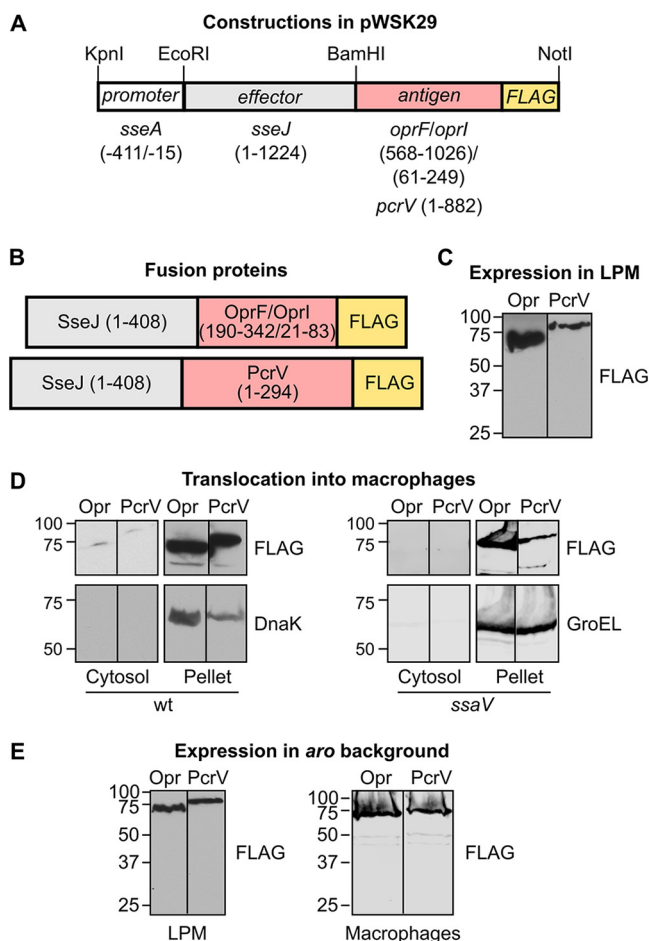 A
Constructions in pWSK29
KpnI EcoRI BamHI NotI
promoter effector antigen FLAG
sseA sseJ oprF/oprI
(-411/-15) (1-1224) (568-1026)/
(61-249)
pcrV (1-882)
B
Fusion proteins
SseJ (1-408) OprF/OprI (190-342/21-83) FLAG
SseJ (1-408) PcrV (1-294) FLAG
C
Expression in LPM
Opr PcrV
100
75
50
37
25
FLAG
D
Translocation into macrophages
Opr PcrV Opr PcrV
100
75
FLAG
75
50
DnaK
Cytosol Pellet
wt
Opr PcrV Opr PcrV
100
75
FLAG
75
50
GroEL
Cytosol Pellet
ssaV
E
Expression in aro background
Opr PcrV
100
75
50
37
25
FLAG
LPM
Opr PcrV
100
75
50
37
25
FLAG
Macrophages